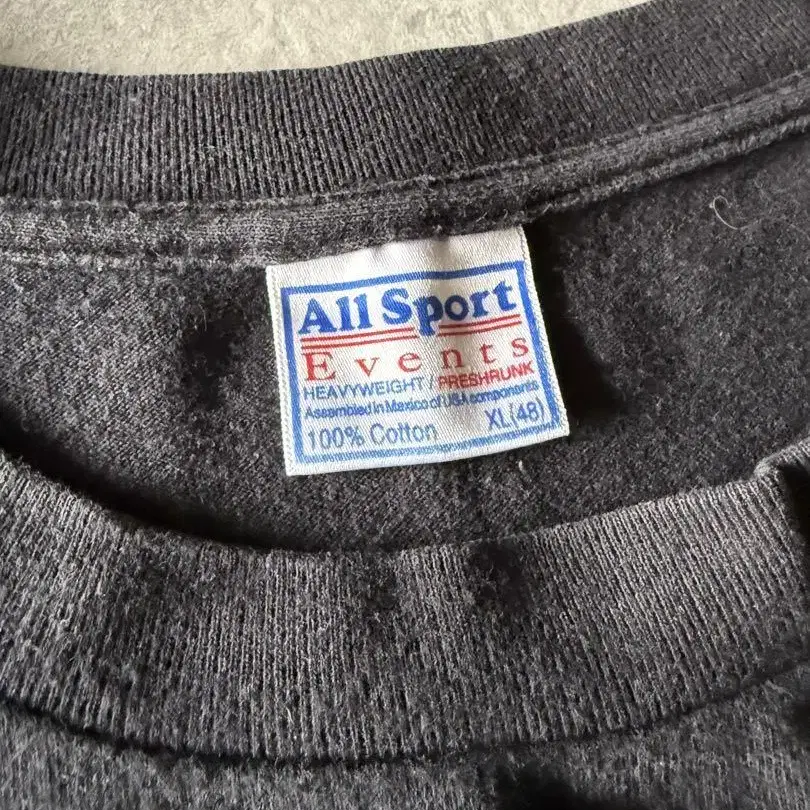 All Sport
Events
HEAVYWEIGHT / PRESHRUNK
Assembled in Mexico of USA components
100% Cotton XL(48)